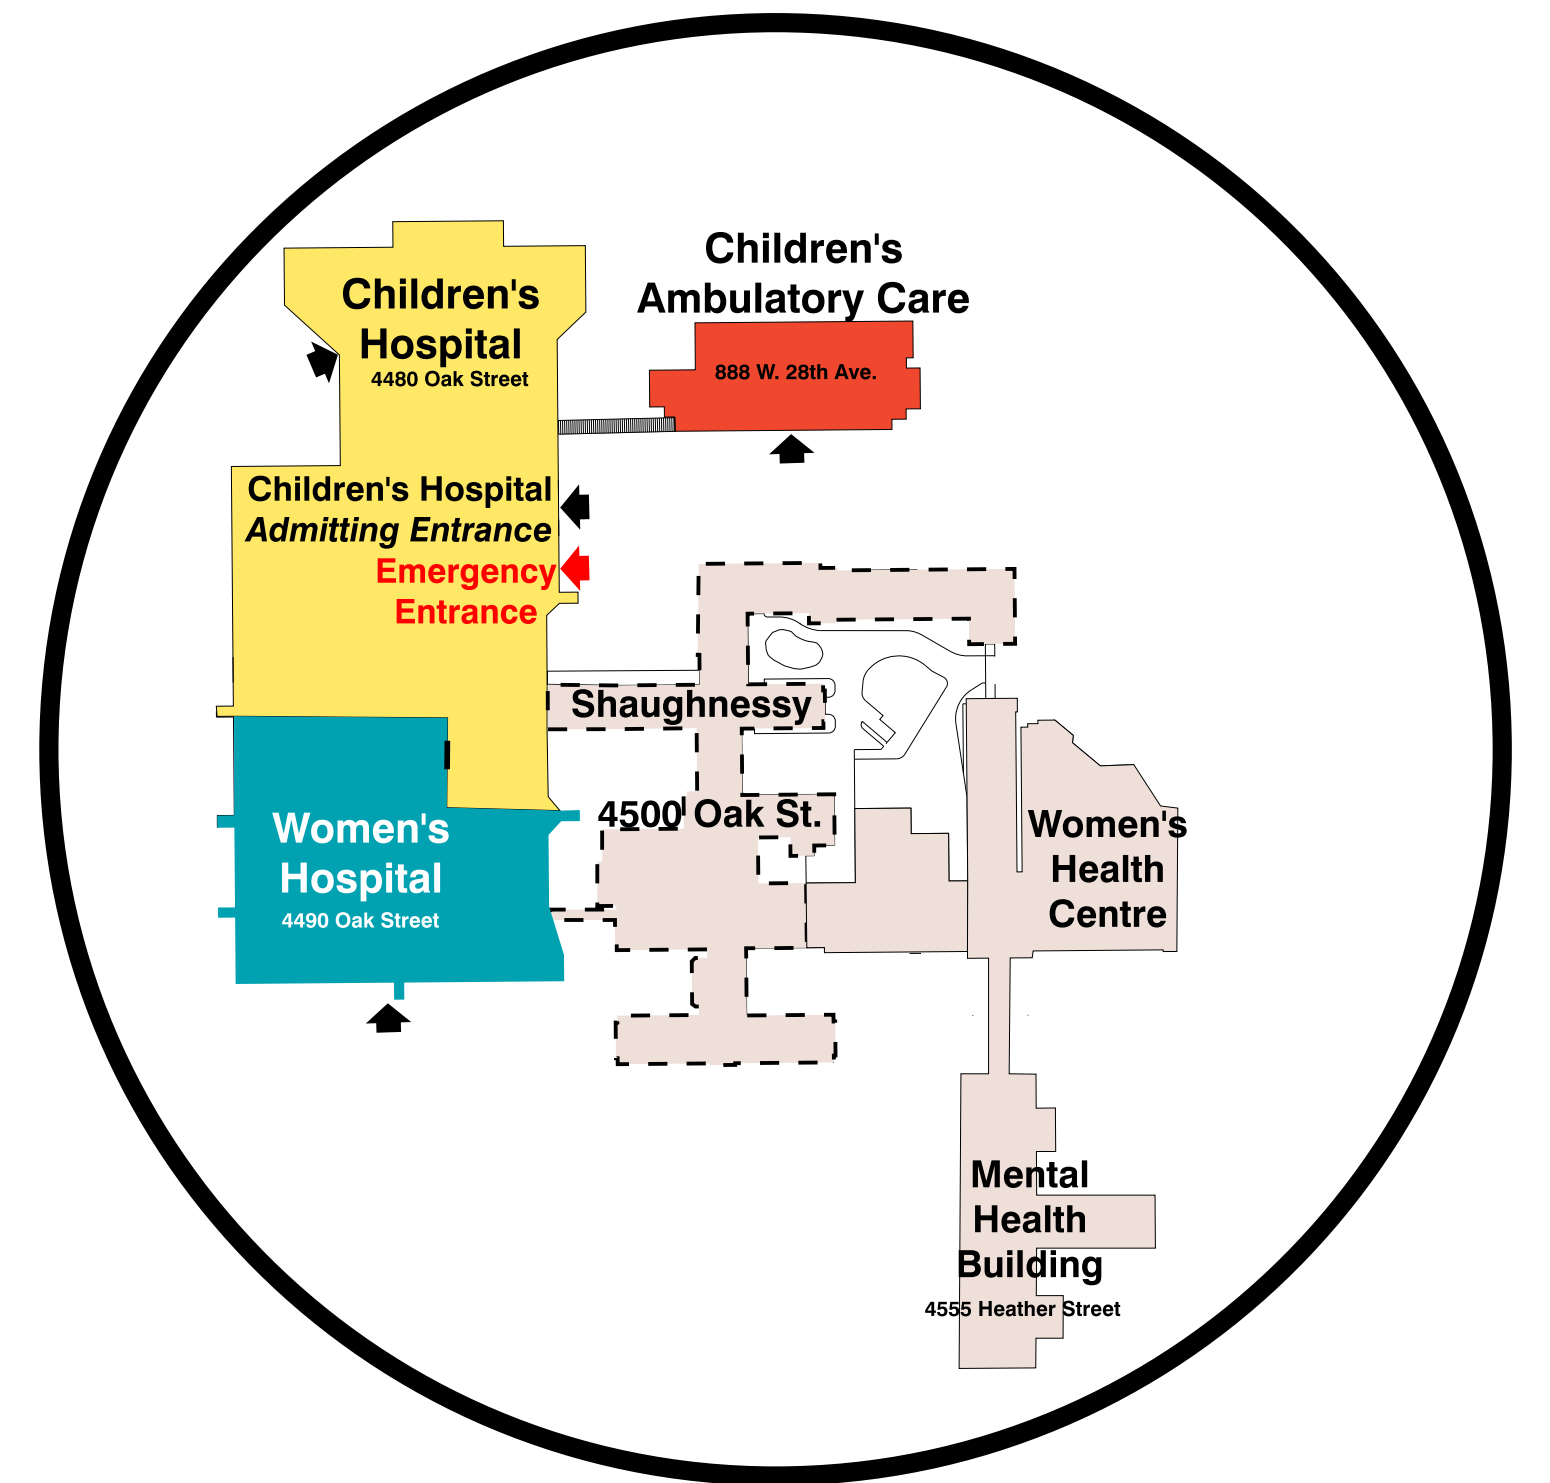 Children's
Hospital
4480 Oak Street
Children's
Ambulatory Care
888 W. 28th Ave.
Children's Hospital
Admitting Entrance
Emergency
Entrance
Shaughnessy
4500 Oak St.
Women's
Hospital
4490 Oak Street
Women's
Health
Centre
Mental
Health
Building
4555 Heather Street